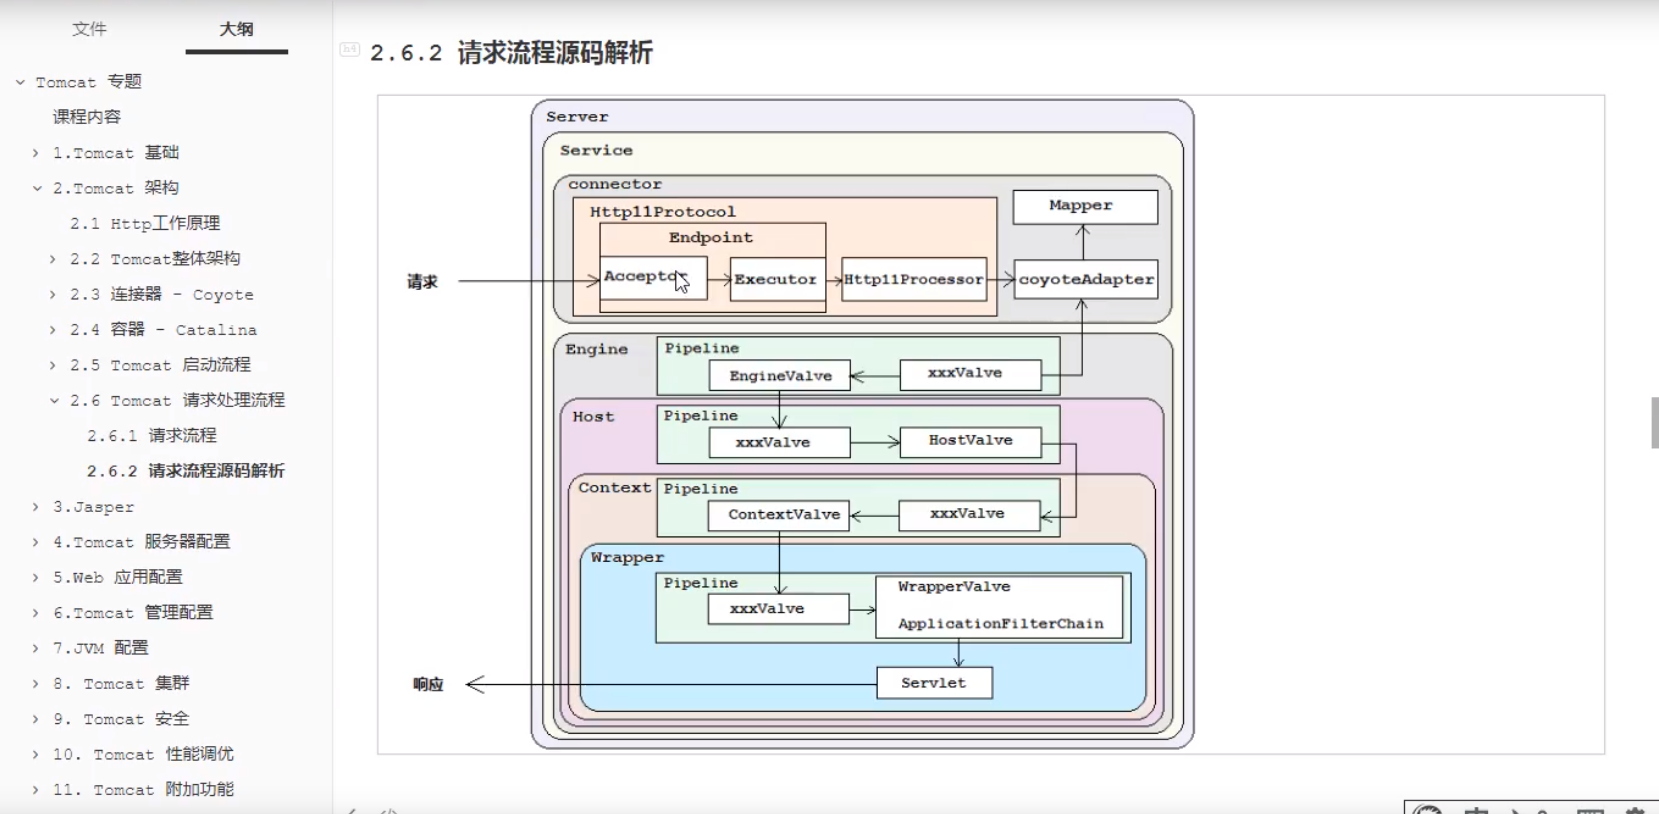 文件
大纲
Tomcat 专题
课程内容
1.Tomcat 基础
2.Tomcat 架构
2.1 Http工作原理
2.2 Tomcat整体架构
2.3 连接器 - Coyote
2.4 容器 - Catalina
2.5 Tomcat 启动流程
2.6 Tomcat 请求处理流程
2.6.1 请求流程
2.6.2 请求流程源码解析
3.Jasper
4.Tomcat 服务器配置
5.Web 应用配置
6.Tomcat 管理配置
7.JVM 配置
8. Tomcat 集群
9. Tomcat 安全
10. Tomcat 性能调优
11. Tomcat 附加功能
h4
2.6.2 请求流程源码解析
Server
Service
connector
Http11Protocol
Endpoint
Mapper
请求
Acceptor
Executor
Http11Processor
coyoteAdapter
Engine
Pipeline
EngineValve
xxxValve
Host
Pipeline
xxxValve
HostValve
Context
Pipeline
ContextValve
xxxValve
Wrapper
Pipeline
xxxValve
WrapperValve
ApplicationFilterChain
响应
Servlet